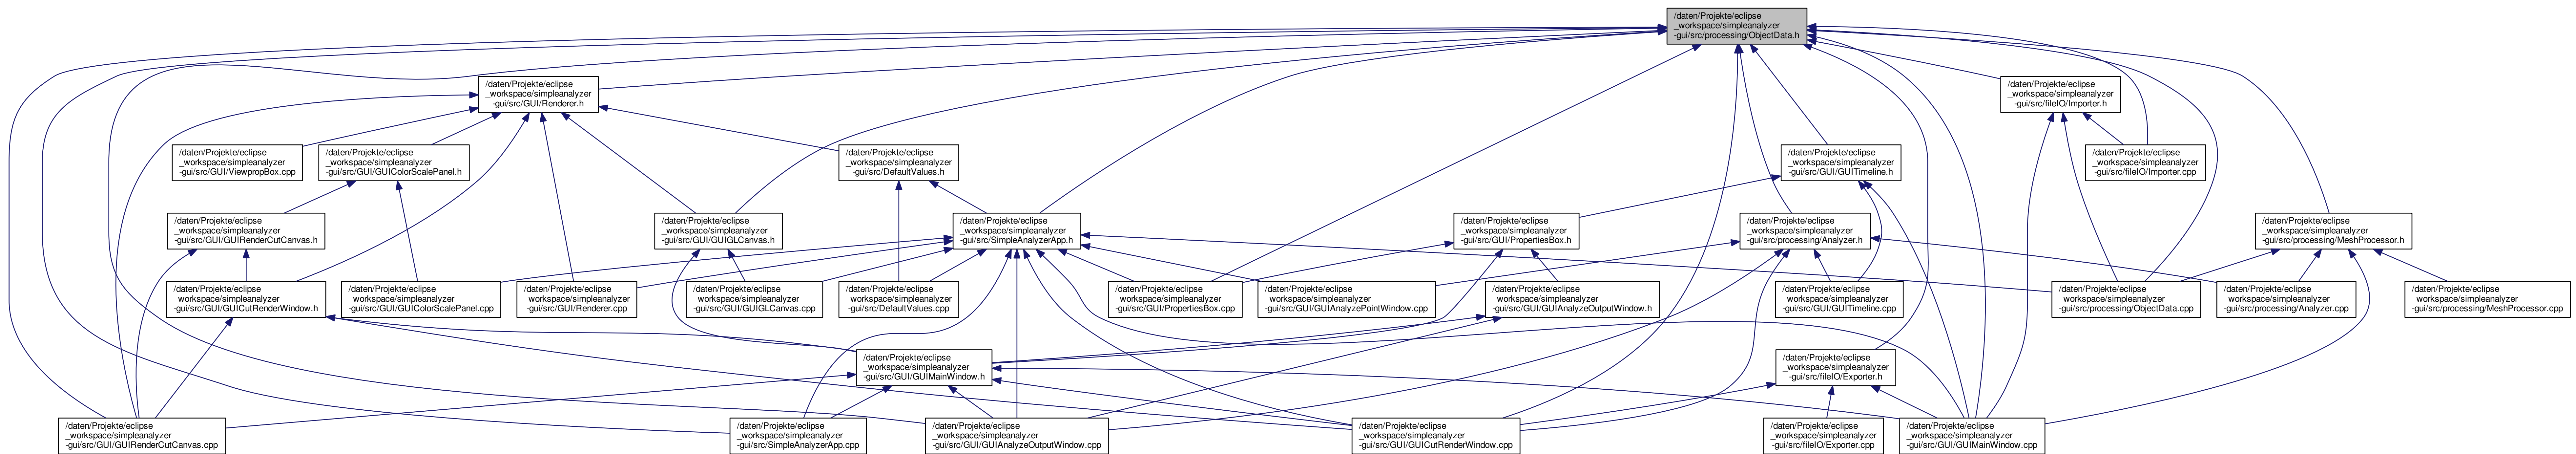 /daten/Projekte/eclipse
_workspace/simpleanalyzer
-gui/src/processing/ObjectData.h
/daten/Projekte/eclipse
_workspace/simpleanalyzer
-gui/src/GUI/Renderer.h
/daten/Projekte/eclipse
_workspace/simpleanalyzer
-gui/src/fileIO/Importer.h
/daten/Projekte/eclipse
_workspace/simpleanalyzer
-gui/src/GUI/ViewpropBox.cpp
/daten/Projekte/eclipse
_workspace/simpleanalyzer
-gui/src/GUI/GUIColorScalePanel.h
/daten/Projekte/eclipse
_workspace/simpleanalyzer
-gui/src/DefaultValues.h
/daten/Projekte/eclipse
_workspace/simpleanalyzer
-gui/src/GUI/GUITimeline.h
/daten/Projekte/eclipse
_workspace/simpleanalyzer
-gui/src/fileIO/Importer.cpp
/daten/Projekte/eclipse
_workspace/simpleanalyzer
-gui/src/GUI/GUIRenderCutCanvas.h
/daten/Projekte/eclipse
_workspace/simpleanalyzer
-gui/src/GUI/GUIGLCanvas.h
/daten/Projekte/eclipse
_workspace/simpleanalyzer
-gui/src/SimpleAnalyzerApp.h
/daten/Projekte/eclipse
_workspace/simpleanalyzer
-gui/src/GUI/PropertiesBox.h
/daten/Projekte/eclipse
_workspace/simpleanalyzer
-gui/src/processing/Analyzer.h
/daten/Projekte/eclipse
_workspace/simpleanalyzer
-gui/src/processing/MeshProcessor.h
/daten/Projekte/eclipse
_workspace/simpleanalyzer
-gui/src/GUI/GUICutRenderWindow.h
/daten/Projekte/eclipse
_workspace/simpleanalyzer
-gui/src/GUI/GUIColorScalePanel.cpp
/daten/Projekte/eclipse
_workspace/simpleanalyzer
-gui/src/GUI/Renderer.cpp
/daten/Projekte/eclipse
_workspace/simpleanalyzer
-gui/src/GUI/GUIGLCanvas.cpp
/daten/Projekte/eclipse
_workspace/simpleanalyzer
-gui/src/DefaultValues.cpp
/daten/Projekte/eclipse
_workspace/simpleanalyzer
-gui/src/GUI/PropertiesBox.cpp
/daten/Projekte/eclipse
_workspace/simpleanalyzer
-gui/src/GUI/GUIAnalyzePointWindow.cpp
/daten/Projekte/eclipse
_workspace/simpleanalyzer
-gui/src/GUI/GUIAnalyzeOutputWindow.h
/daten/Projekte/eclipse
_workspace/simpleanalyzer
-gui/src/GUI/GUITimeline.cpp
/daten/Projekte/eclipse
_workspace/simpleanalyzer
-gui/src/processing/ObjectData.cpp
/daten/Projekte/eclipse
_workspace/simpleanalyzer
-gui/src/processing/Analyzer.cpp
/daten/Projekte/eclipse
_workspace/simpleanalyzer
-gui/src/processing/MeshProcessor.cpp
/daten/Projekte/eclipse
_workspace/simpleanalyzer
-gui/src/GUI/GUIMainWindow.h
/daten/Projekte/eclipse
_workspace/simpleanalyzer
-gui/src/fileIO/Exporter.h
/daten/Projekte/eclipse
_workspace/simpleanalyzer
-gui/src/GUI/GUIRenderCutCanvas.cpp
/daten/Projekte/eclipse
_workspace/simpleanalyzer
-gui/src/SimpleAnalyzerApp.cpp
/daten/Projekte/eclipse
_workspace/simpleanalyzer
-gui/src/GUI/GUIAnalyzeOutputWindow.cpp
/daten/Projekte/eclipse
_workspace/simpleanalyzer
-gui/src/GUI/GUICutRenderWindow.cpp
/daten/Projekte/eclipse
_workspace/simpleanalyzer
-gui/src/fileIO/Exporter.cpp
/daten/Projekte/eclipse
_workspace/simpleanalyzer
-gui/src/GUI/GUIMainWindow.cpp